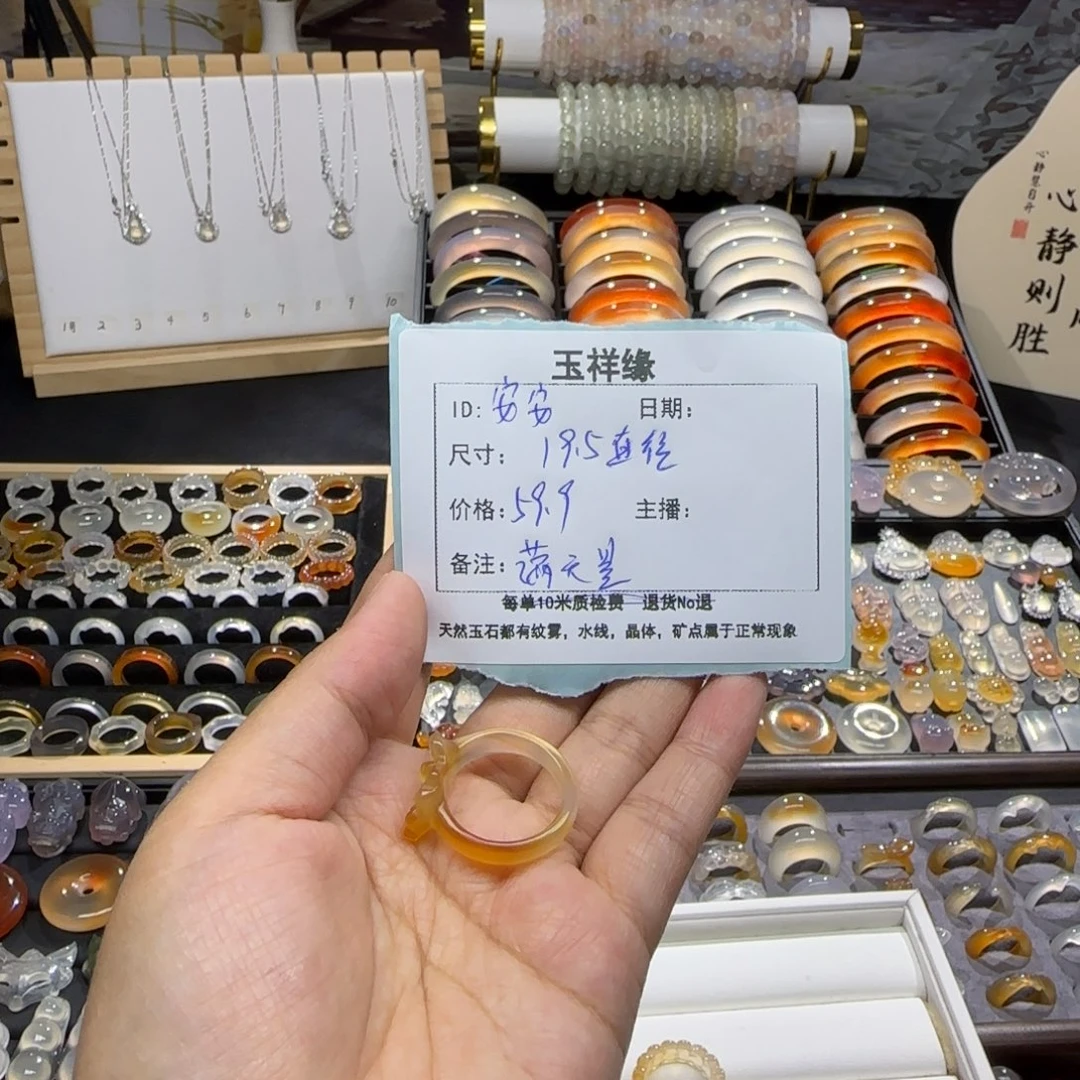 玉祥缘
ID: 安安 日期:
尺寸: 19.5直径
价格: 59.9 主播:
备注: 满天星
每单10米质检费 退货No退
天然玉石都有纹雾，水线，晶体，矿点属于正常现象
1 2 3 4 5 6 7 8 9 10
心
静
则
胜